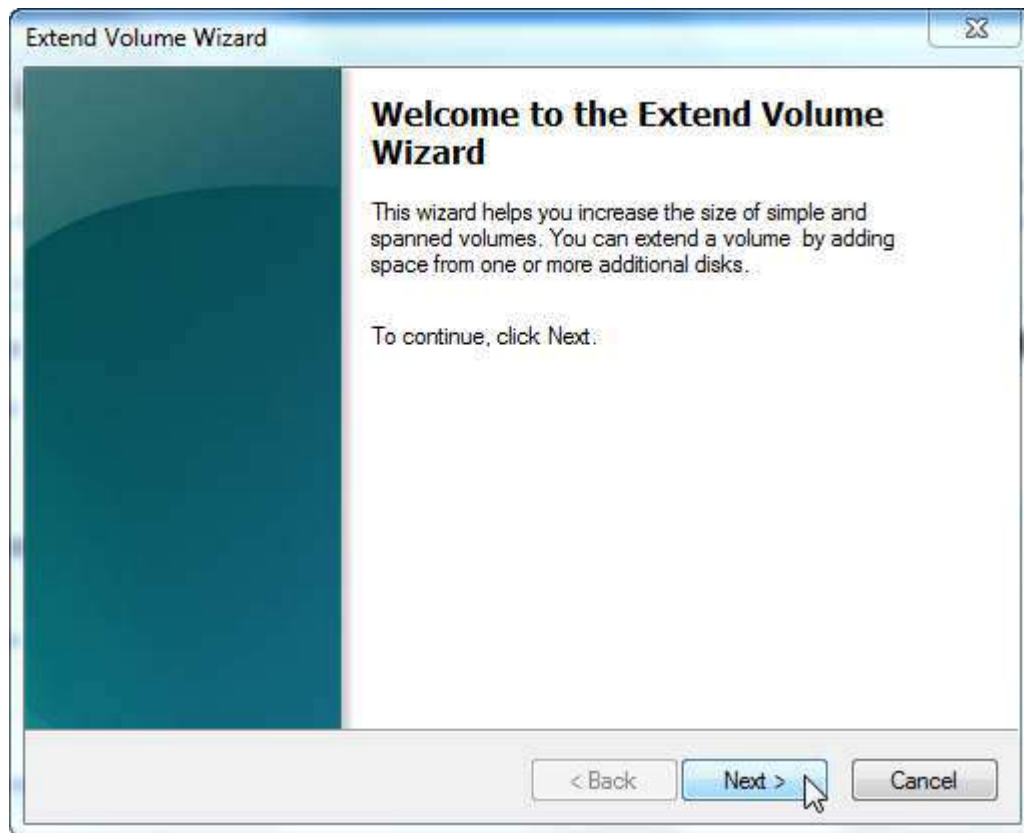 Extend Volume Wizard
Welcome to the Extend Volume
Wizard
This wizard helps you increase the size of simple and
spanned volumes. You can extend a volume by adding
space from one or more additional disks.
To continue, click Next.
< Back
Next >
Cancel